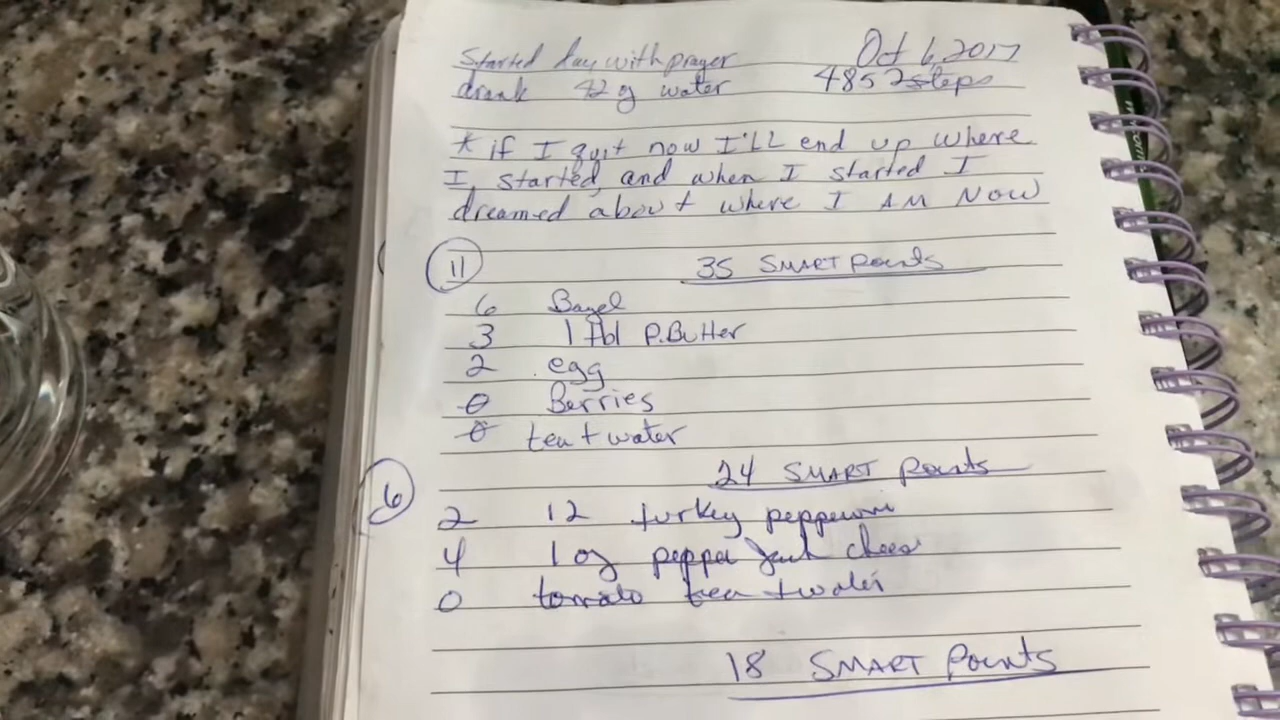 Started day with prayer Oct 6, 2017
drank 42 oz water 4852 steps
* if I quit now I'LL end up where
I started, and when I started I
dreamed about where I AM NOW
11 35 SMART Points
6 Bagel
3 1 tbl P.Butter
2 egg
0 Berries
0 tea + water
24 SMART Points
6
2 12 turkey pepperoni
4 1 oz pepper jack cheese
0 tomato tea + water
18 SMART Points